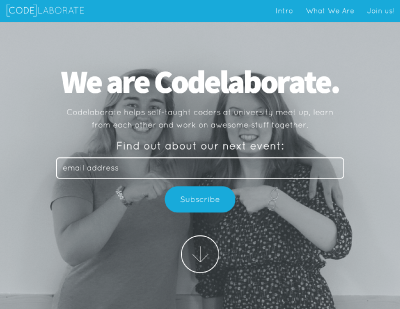 [CODE]LABORATE
Intro What We Are Join us!
We are Codelaborate.
Codelaborate helps self-taught coders at university meet up, learn
from each other and work on awesome stuff together.
Find out about our next event:
email address
Subscribe